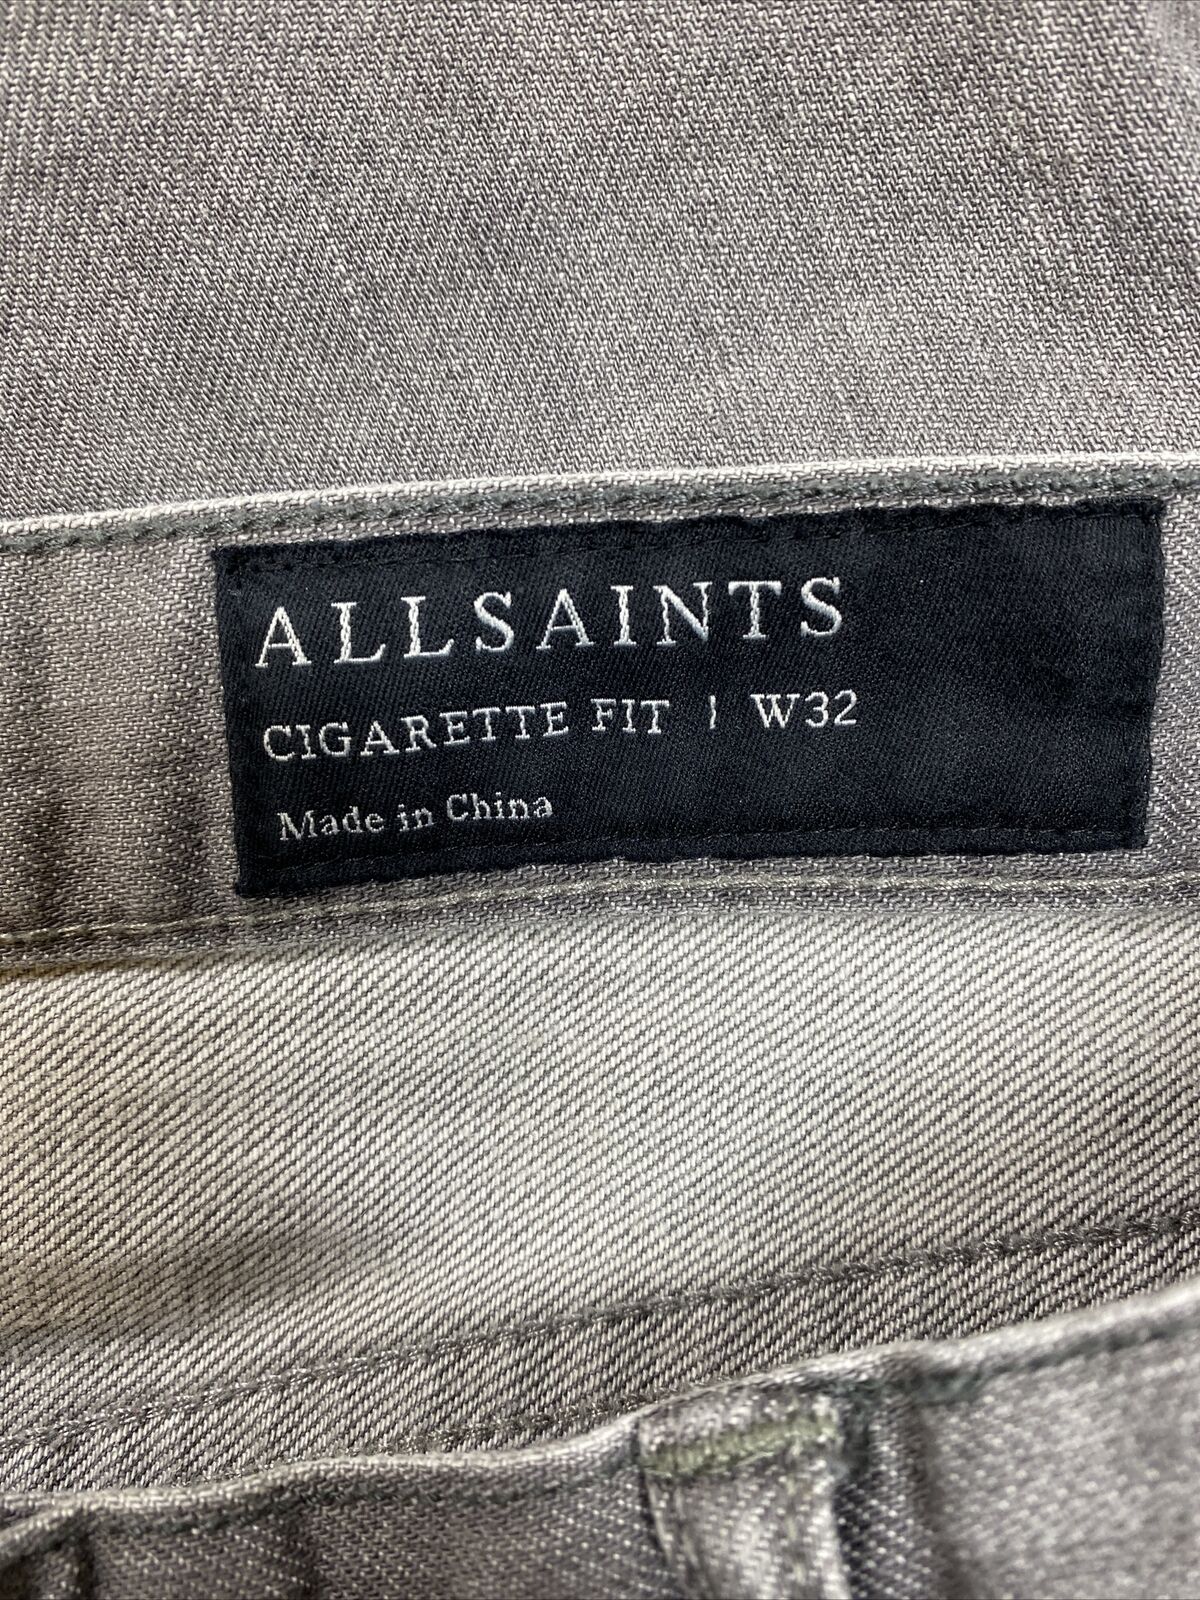 ALLSAINTS
CIGARETTE FIT | W32
Made in China